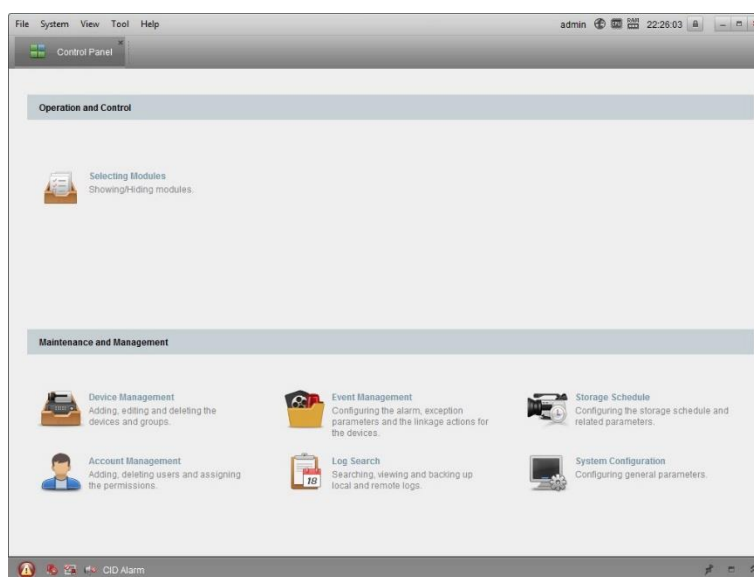 File System View Tool Help
admin 22:26:03
Control Panel
Operation and Control
Selecting Modules
Showing/Hiding modules.
Maintenance and Management
Device Management
Adding, editing and deleting the
devices and groups.
Event Management
Configuring the alarm, exception
parameters and the linkage actions for
the devices.
Storage Schedule
Configuring the storage schedule and
related parameters.
Account Management
Adding, deleting users and assigning
the permissions.
Log Search
Searching, viewing and backing up
local and remote logs.
18
System Configuration
Configuring general parameters.
CID Alarm